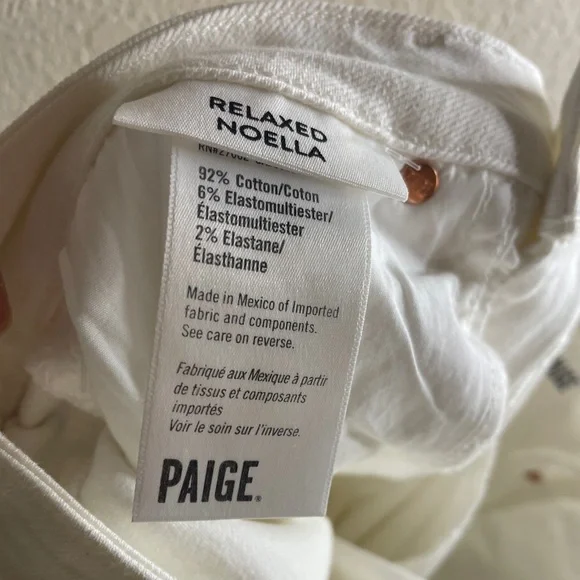 RELAXED
NOELLA
92% Cotton/Coton
6% Elastomultiester/
Élastomultiester
2% Elastane/
Élasthanne
Made in Mexico of Imported
fabric and components.
See care on reverse.
Fabriqué aux Mexique à partir
de tissus et composants
importés
Voir le soin sur l'inverse.
PAIGE®